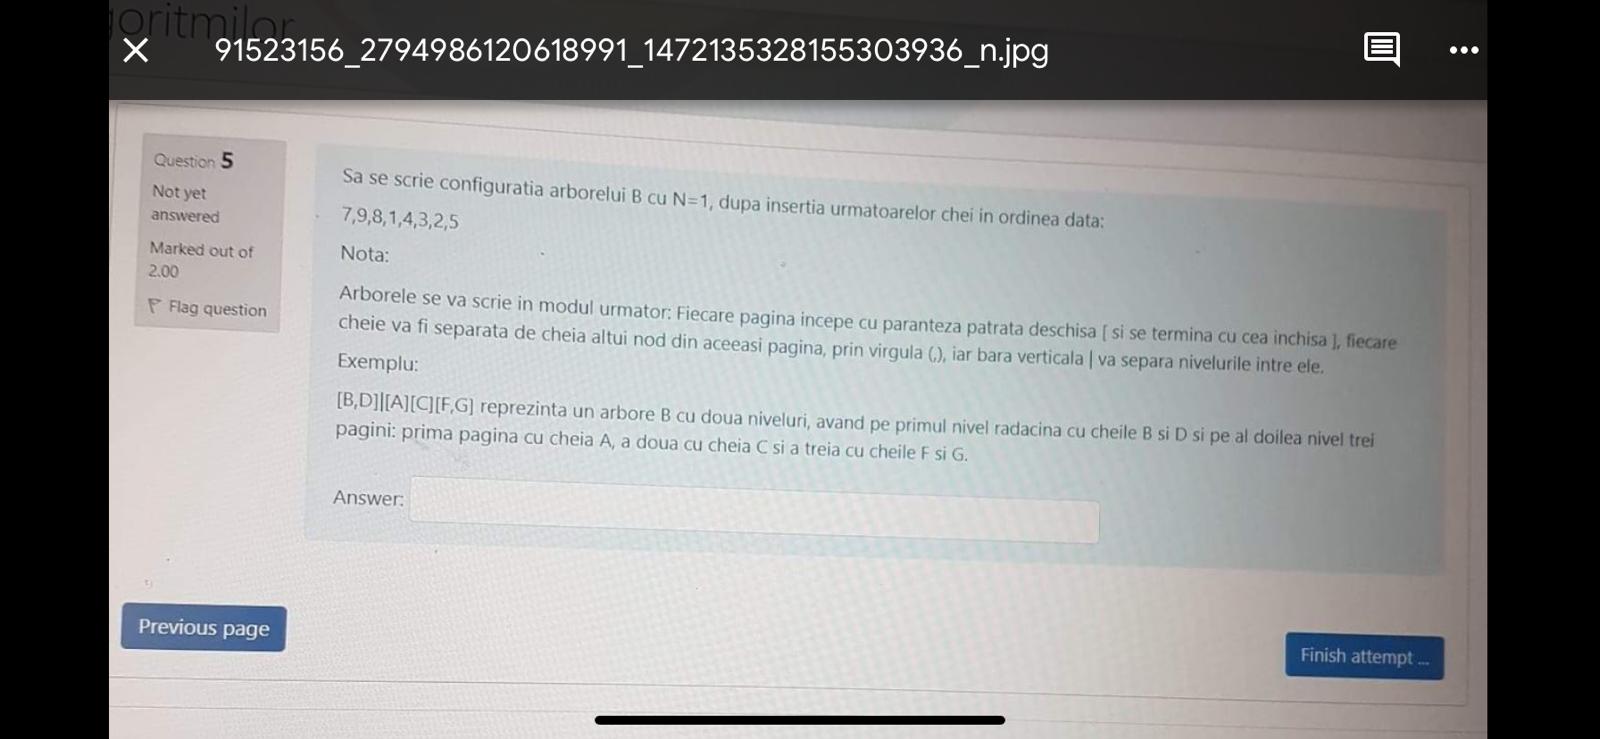 oritmilor
91523156_2794986120618991_1472135328155303936_n.jpg
Question 5
Not yet
answered
Marked out of
2.00
Flag question
Sa se scrie configuratia arborelui B cu N=1, dupa insertia urmatoarelor chei in ordinea data:
7,9,8,1,4,3,2,5
Nota:
Arborele se va scrie in modul urmator: Fiecare pagina incepe cu paranteza patrata deschisa [ si se termina cu cea inchisa ], fiecare
cheie va fi separata de cheia altui nod din aceeasi pagina, prin virgula (,), iar bara verticala | va separa nivelurile intre ele.
Exemplu:
[B,D]|[A][C][F,G] reprezinta un arbore B cu doua niveluri, avand pe primul nivel radacina cu cheile B si D si pe al doilea nivel trei
pagini: prima pagina cu cheia A, a doua cu cheia C si a treia cu cheile F si G.
Answer:
Previous page
Finish attempt ...